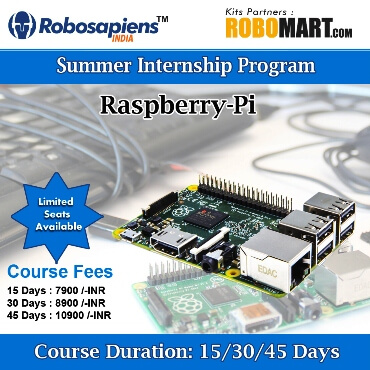 Robosapiens™
INDIA
Kits Partners :
ROBOMART.COM
Summer Internship Program
Raspberry-Pi
Limited
Seats
Available
EDAC
Course Fees
15 Days : 7900 /-INR
30 Days : 8900 /-INR
45 Days : 10900 /-INR
Course Duration: 15/30/45 Days